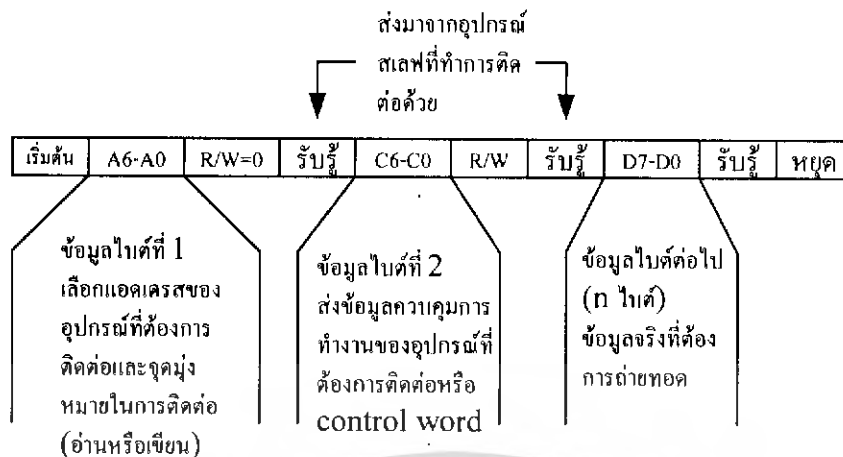 ส่งมาจากอุปกรณ์
สเลฟที่ทำการติด
ต่อด้วย
เริ่มต้น A6-A0 R/W=0 รับรู้ C6-C0 R/W รับรู้ D7-D0 รับรู้ หยุด
ข้อมูลไบต์ที่ 1
เลือกแอดเดรสของ
อุปกรณ์ที่ต้องการ
ติดต่อและจุดมุ่ง
หมายในการติดต่อ
(อ่านหรือเขียน)
ข้อมูลไบต์ที่ 2
ส่งข้อมูลควบคุมการ
ทำงานของอุปกรณ์ที่
ต้องการติดต่อหรือ
control word
ข้อมูลไบต์ต่อไป
(n ไบต์)
ข้อมูลจริงที่ต้อง
การถ่ายทอด